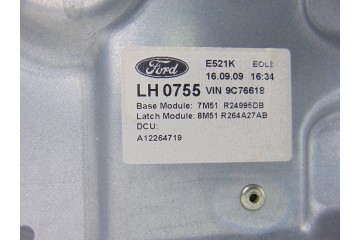 Ford
E521K EOL2
16.09.09 16:34
LH 0755 VIN 9C76618
Base Module: 7M51 R24995DB
Latch Module: 8M51 R264A27AB
DCU:
A12264719